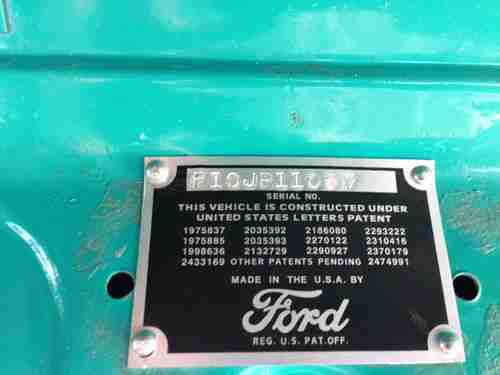 SERIAL NO.
THIS VEHICLE IS CONSTRUCTED UNDER
UNITED STATES LETTERS PATENT
1975837 2035392 2186080 2293222
1975885 2035393 2270122 2310416
1998636 2132729 2290927 2370179
2433169 OTHER PATENTS PENDING 2474991
MADE IN THE U.S.A. BY
Ford
REG. U.S. PAT. OFF.